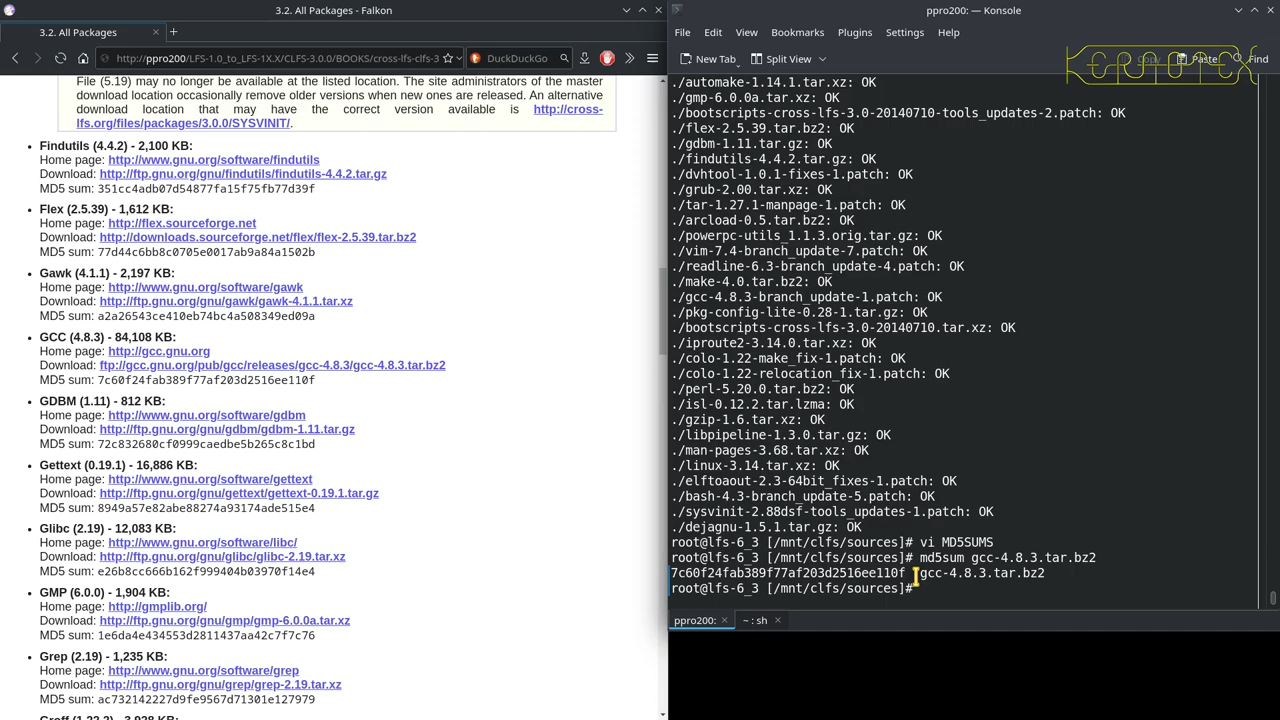 3.2. All Packages - Falkon
3.2. All Packages
http://ppro200/LFS-1.0_to_LFS-1X.X/CLFS-3.0.0/BOOKS/cross-lfs-clfs-3
DuckDuckGo
File (5.19) may no longer be available at the listed location. The site administrators of the master
download location occasionally remove older versions when new ones are released. An alternative
download location that may have the correct version available is http://cross-
lfs.org/files/packages/3.0.0/SYSVINIT/.
Findutils (4.4.2) - 2,100 KB:
Home page: http://www.gnu.org/software/findutils
Download: http://ftp.gnu.org/gnu/findutils/findutils-4.4.2.tar.gz
MD5 sum: 351cc4adb07d54877fa15f75fb77d39f
Flex (2.5.39) - 1,612 KB:
Home page: http://flex.sourceforge.net
Download: http://downloads.sourceforge.net/flex/flex-2.5.39.tar.bz2
MD5 sum: 77d44c6bb8c0705e0017ab9a84a1502b
Gawk (4.1.1) - 2,197 KB:
Home page: http://www.gnu.org/software/gawk
Download: http://ftp.gnu.org/gnu/gawk/gawk-4.1.1.tar.xz
MD5 sum: a2a26543ce410eb74bc4a508349ed09a
GCC (4.8.3) - 84,108 KB:
Home page: http://gcc.gnu.org
Download: ftp://gcc.gnu.org/pub/gcc/releases/gcc-4.8.3/gcc-4.8.3.tar.bz2
MD5 sum: 7c60f24fab389f77af203d2516ee110f
GDBM (1.11) - 812 KB:
Home page: http://www.gnu.org/software/gdbm
Download: http://ftp.gnu.org/gnu/gdbm/gdbm-1.11.tar.gz
MD5 sum: 72c832680cf0999caedbe5b265c8c1bd
Gettext (0.19.1) - 16,886 KB:
Home page: http://www.gnu.org/software/gettext
Download: http://ftp.gnu.org/gnu/gettext/gettext-0.19.1.tar.gz
MD5 sum: 8949a57e82abe88274a93174ade515e4
Glibc (2.19) - 12,083 KB:
Home page: http://www.gnu.org/software/libc/
Download: http://ftp.gnu.org/gnu/glibc/glibc-2.19.tar.xz
MD5 sum: e26b8cc666b162f999404b03970f14e4
GMP (6.0.0) - 1,904 KB:
Home page: http://gmplib.org/
Download: http://ftp.gnu.org/gnu/gmp/gmp-6.0.0a.tar.xz
MD5 sum: 1e6da4e434553d2811437aa42c7f7c76
Grep (2.19) - 1,235 KB:
Home page: http://www.gnu.org/software/grep
Download: http://ftp.gnu.org/gnu/grep/grep-2.19.tar.xz
MD5 sum: ac732142227d9fe9567d71301e127979
Groff (1.22.2) - 3,928 KB:
ppro200: — Konsole
File Edit View Bookmarks Plugins Settings Help
New Tab Split View Copy Paste Find
./automake-1.14.1.tar.xz: OK
./gmp-6.0.0a.tar.xz: OK
./bootscripts-cross-lfs-3.0-20140710-tools_updates-2.patch: OK
./flex-2.5.39.tar.bz2: OK
./gdbm-1.11.tar.gz: OK
./findutils-4.4.2.tar.gz: OK
./dvhtool-1.0.1-fixes-1.patch: OK
./grub-2.00.tar.xz: OK
./tar-1.27.1-manpage-1.patch: OK
./arcload-0.5.tar.bz2: OK
./powerpc-utils_1.1.3.orig.tar.gz: OK
./vim-7.4-branch_update-7.patch: OK
./readline-6.3-branch_update-4.patch: OK
./make-4.0.tar.bz2: OK
./gcc-4.8.3-branch_update-1.patch: OK
./pkg-config-lite-0.28-1.tar.gz: OK
./bootscripts-cross-lfs-3.0-20140710.tar.xz: OK
./iproute2-3.14.0.tar.xz: OK
./colo-1.22-make_fix-1.patch: OK
./colo-1.22-relocation_fix-1.patch: OK
./perl-5.20.0.tar.bz2: OK
./isl-0.12.2.tar.lzma: OK
./gzip-1.6.tar.xz: OK
./libpipeline-1.3.0.tar.gz: OK
./man-pages-3.68.tar.xz: OK
./linux-3.14.tar.xz: OK
./elftoaout-2.3-64bit_fixes-1.patch: OK
./bash-4.3-branch_update-5.patch: OK
./sysvinit-2.88dsf-tools_updates-1.patch: OK
./dejagnu-1.5.1.tar.gz: OK
root@lfs-6_3 [/mnt/clfs/sources]# vi MD5SUMS
root@lfs-6_3 [/mnt/clfs/sources]# md5sum gcc-4.8.3.tar.bz2
7c60f24fab389f77af203d2516ee110f gcc-4.8.3.tar.bz2
root@lfs-6_3 [/mnt/clfs/sources]#
ppro200: ~ : sh